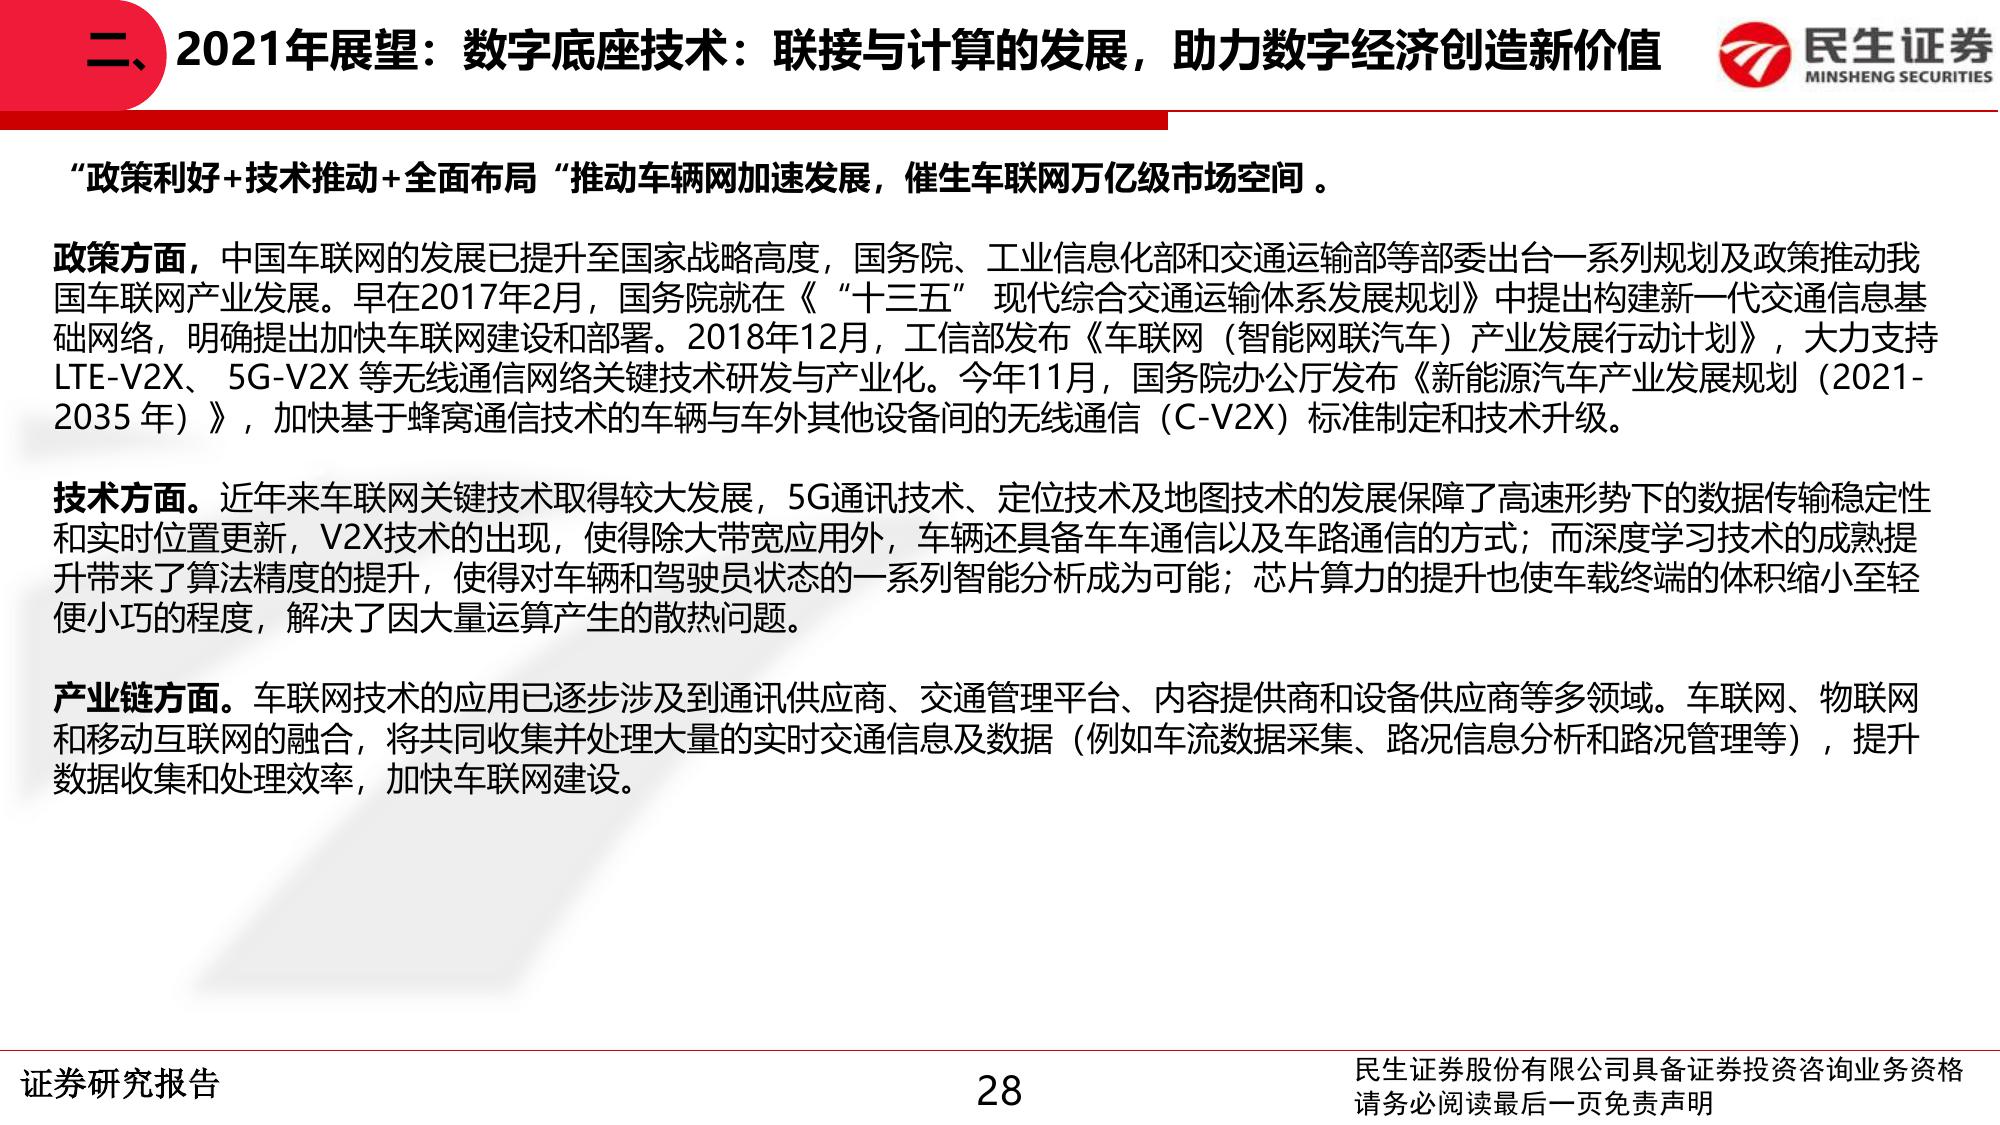 二、2021年展望：数字底座技术：联接与计算的发展，助力数字经济创造新价值
民生证券
MINSHENG SECURITIES
“政策利好+技术推动+全面布局“推动车辆网加速发展，催生车联网万亿级市场空间 。
政策方面，中国车联网的发展已提升至国家战略高度，国务院、工业信息化部和交通运输部等部委出台一系列规划及政策推动我
国车联网产业发展。早在2017年2月，国务院就在《“十三五” 现代综合交通运输体系发展规划》中提出构建新一代交通信息基
础网络，明确提出加快车联网建设和部署。2018年12月，工信部发布《车联网（智能网联汽车）产业发展行动计划》，大力支持
LTE-V2X、 5G-V2X 等无线通信网络关键技术研发与产业化。今年11月，国务院办公厅发布《新能源汽车产业发展规划（2021-
2035 年）》，加快基于蜂窝通信技术的车辆与车外其他设备间的无线通信（C-V2X）标准制定和技术升级。
技术方面。近年来车联网关键技术取得较大发展，5G通讯技术、定位技术及地图技术的发展保障了高速形势下的数据传输稳定性
和实时位置更新，V2X技术的出现，使得除大带宽应用外，车辆还具备车车通信以及车路通信的方式；而深度学习技术的成熟提
升带来了算法精度的提升，使得对车辆和驾驶员状态的一系列智能分析成为可能；芯片算力的提升也使车载终端的体积缩小至轻
便小巧的程度，解决了因大量运算产生的散热问题。
产业链方面。车联网技术的应用已逐步涉及到通讯供应商、交通管理平台、内容提供商和设备供应商等多领域。车联网、物联网
和移动互联网的融合，将共同收集并处理大量的实时交通信息及数据（例如车流数据采集、路况信息分析和路况管理等），提升
数据收集和处理效率，加快车联网建设。
证券研究报告
28
民生证券股份有限公司具备证券投资咨询业务资格
请务必阅读最后一页免责声明